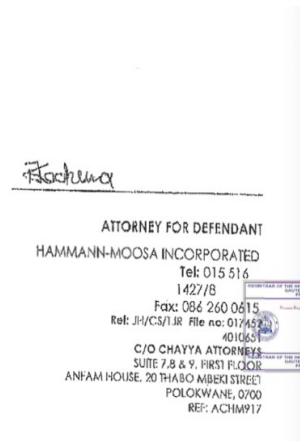 ATTORNEY FOR DEFENDANT
HAMMANN-MOOSA INCORPORATED
Tel: 015 516
1427/8
Fax: 086 260 0615
Ref: JH/CS/IJR File no: 017452
4010651
C/O CHAYYA ATTORNEYS
SUITE 7,8 & 9, FIRST FLOOR
ANFAM HOUSE, 20 THABO MBEKI STREET
POLOKWANE, 0700
REF: ACHM917